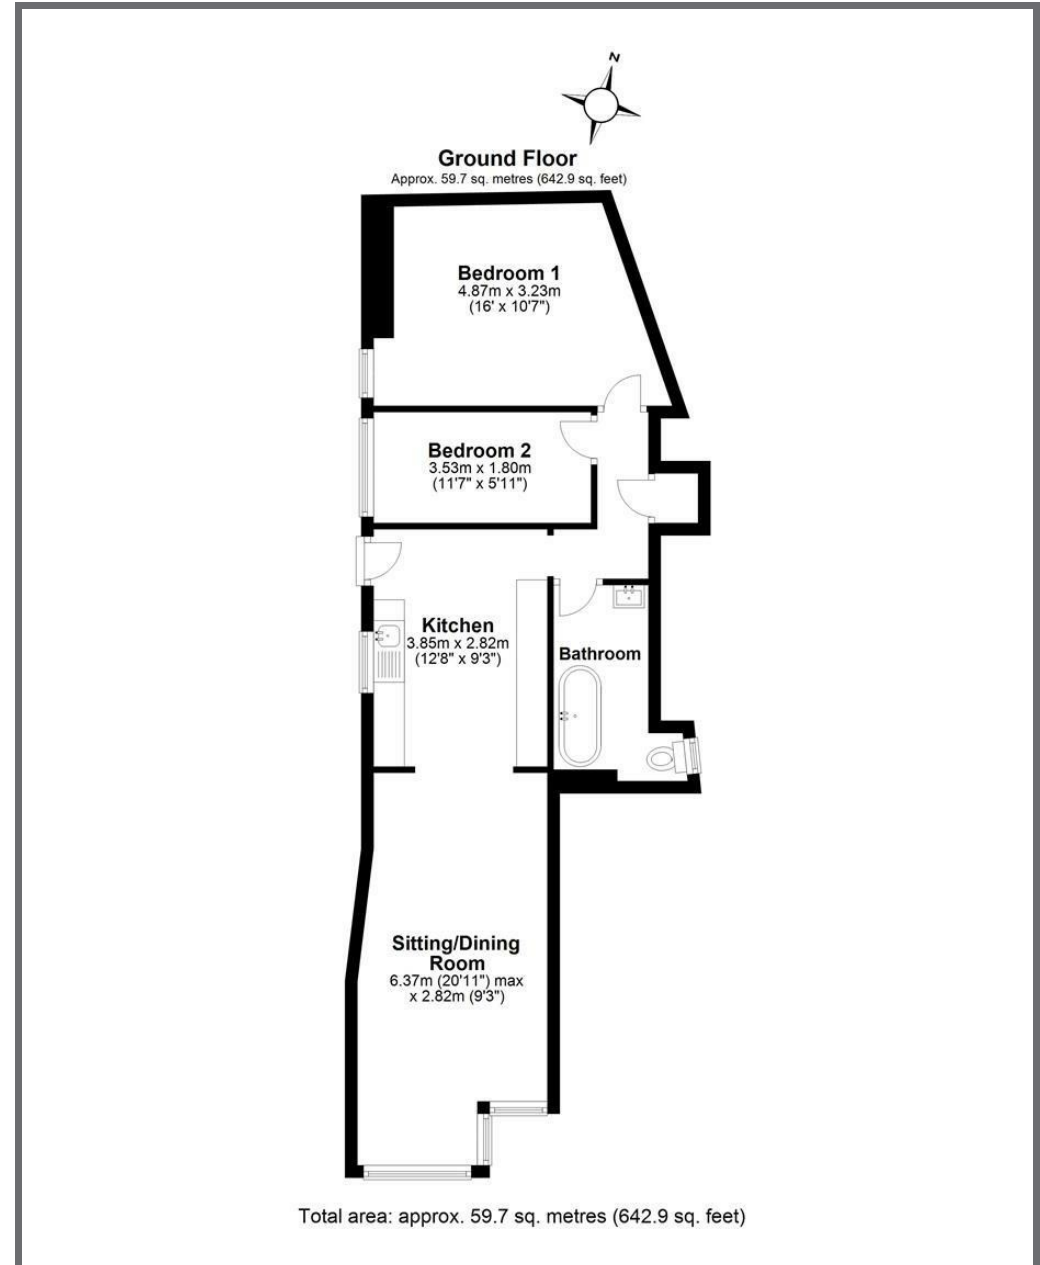 N
Ground Floor
Approx. 59.7 sq. metres (642.9 sq. feet)
Bedroom 1
4.87m x 3.23m
(16' x 10'7")
Bedroom 2
3.53m x 1.80m
(11'7" x 5'11")
Kitchen
3.85m x 2.82m
(12'8" x 9'3")
Bathroom
Sitting/Dining
Room
6.37m (20'11") max
x 2.82m (9'3")
Total area: approx. 59.7 sq. metres (642.9 sq. feet)